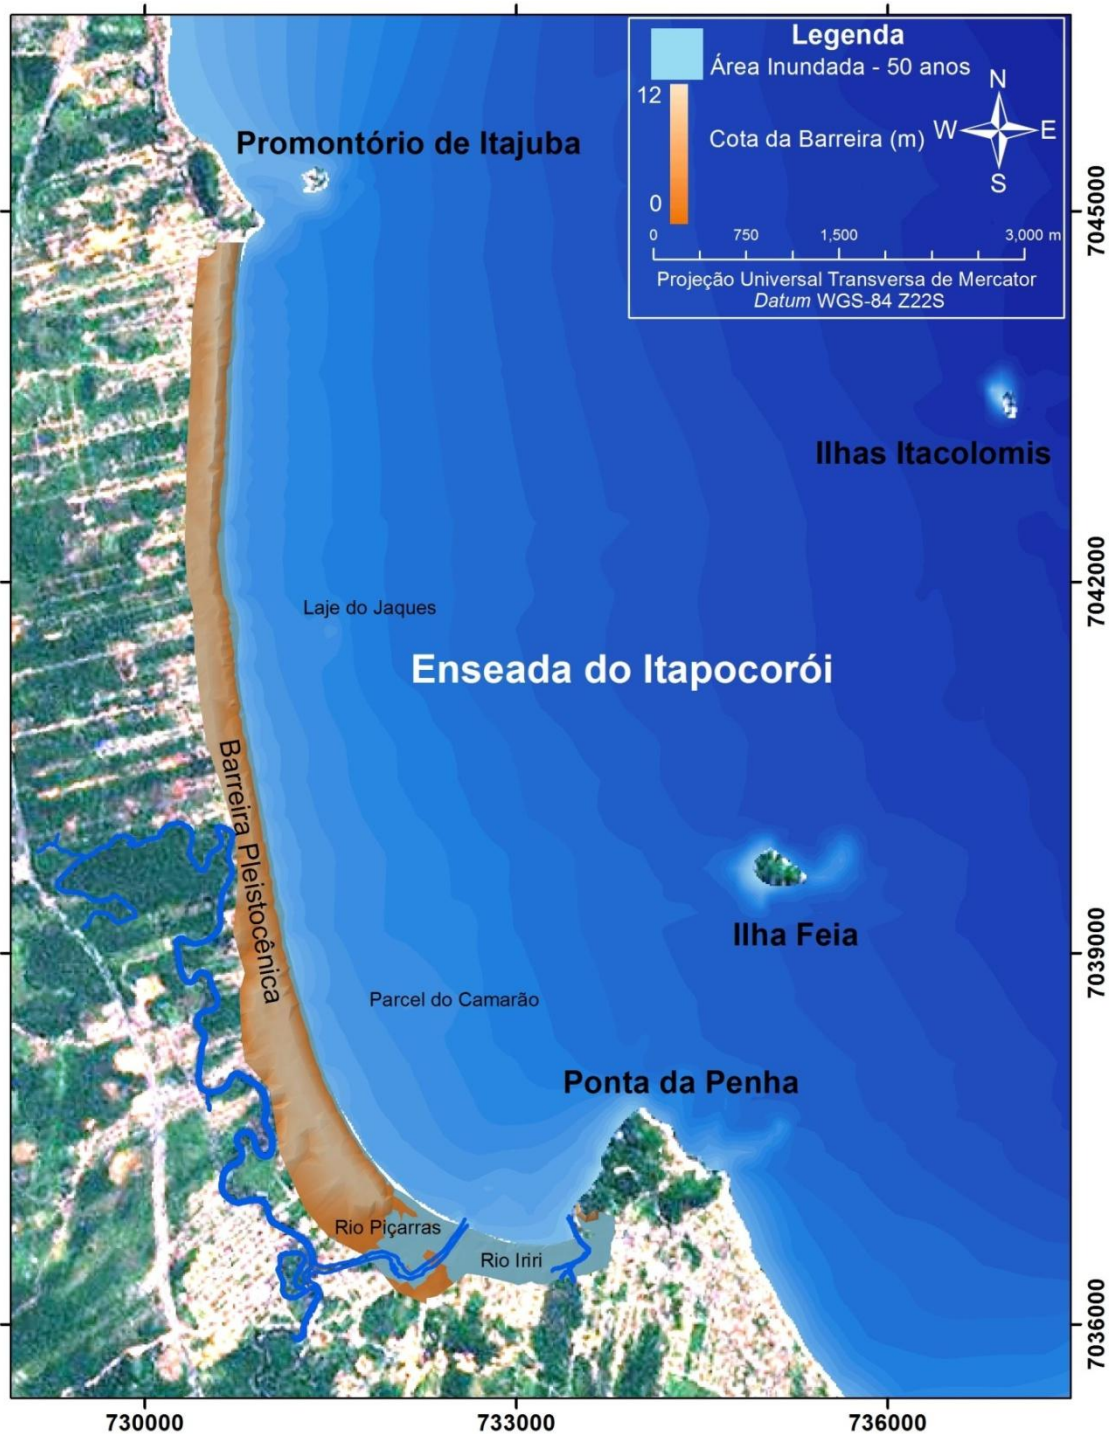 Legenda
Área Inundada - 50 anos
12
Cota da Barreira (m)
0
N
W
E
S
0 750 1,500 3,000 m
Projeção Universal Transversa de Mercator
Datum WGS-84 Z22S
Promontório de Itajuba
7045000
Ilhas Itacolomis
7042000
Laje do Jaques
Enseada do Itapocorói
Barreira Pleistocênica
Ilha Feia
7039000
Parcel do Camarão
Ponta da Penha
Rio Piçarras
Rio Iriri
7036000
730000 733000 736000